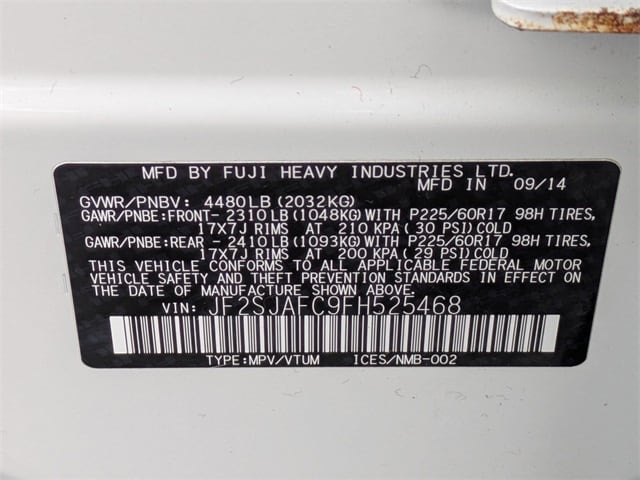 MFD BY FUJI HEAVY INDUSTRIES LTD.
MFD IN 09/14
GVWR/PNBV: 4480LB (2032KG)
GAWR/PNBE:FRONT- 2310LB (1048KG) WITH P225/60R17 98H TIRES,
17X7J RIMS AT 210 KPA (30 PSI) COLD
GAWR/PNBE:REAR - 2410LB (1093KG) WITH P225/60R17 98H TIRES,
17X7J RIMS AT 200 KPA (29 PSI) COLD
THIS VEHICLE CONFORMS TO ALL APPLICABLE FEDERAL MOTOR
VEHICLE SAFETY AND THEFT PREVENTION STANDARDS IN EFFECT ON
THE DATE OF MANUFACTURE SHOWN ABOVE.
VIN: JF2SJAFC9FH525468
TYPE:MPV/VTUM ICES/NMB-002